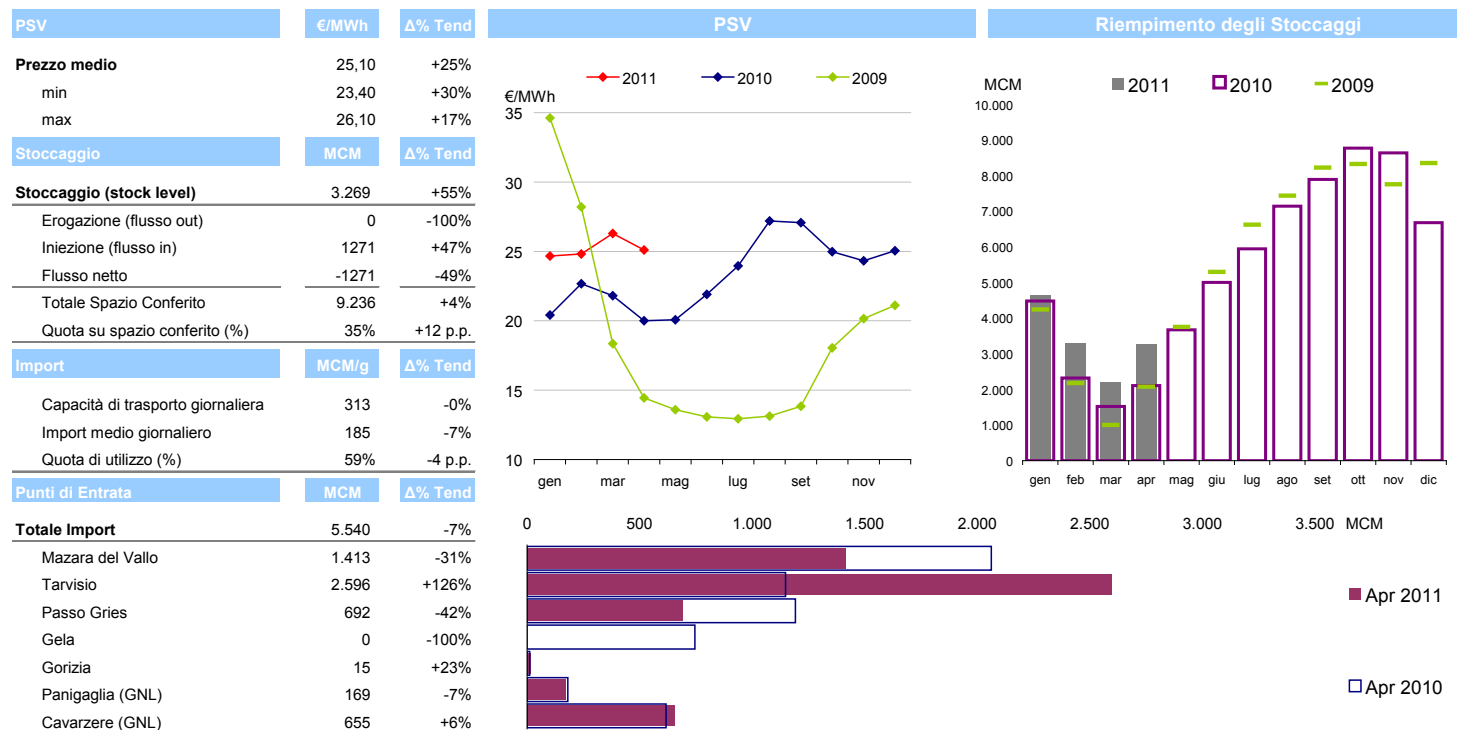 PSV €/MWh Δ% Tend
Prezzo medio 25,10 +25%
min 23,40 +30%
max 26,10 +17%
Stoccaggio MCM Δ% Tend
Stoccaggio (stock level) 3.269 +55%
Erogazione (flusso out) 0 -100%
Iniezione (flusso in) 1271 +47%
Flusso netto -1271 -49%
Totale Spazio Conferito 9.236 +4%
Quota su spazio conferito (%) 35% +12 p.p.
Import MCM/g Δ% Tend
Capacità di trasporto giornaliera 313 -0%
Import medio giornaliero 185 -7%
Quota di utilizzo (%) 59% -4 p.p.
Punti di Entrata MCM Δ% Tend
Totale Import 5.540 -7%
Mazara del Vallo 1.413 -31%
Tarvisio 2.596 +126%
Passo Gries 692 -42%
Gela 0 -100%
Gorizia 15 +23%
Panigaglia (GNL) 169 -7%
Cavarzere (GNL) 655 +6%
PSV
2011 2010 2009
€/MWh
35
30
25
20
15
10
gen mar mag lug set nov
Riempimento degli Stoccaggi
MCM 2011 2010 2009
10.000
9.000
8.000
7.000
6.000
5.000
4.000
3.000
2.000
1.000
0
gen feb mar apr mag giu lug ago set ott nov dic
0 500 1.000 1.500 2.000 2.500 3.000 3.500 MCM
Apr 2011
Apr 2010